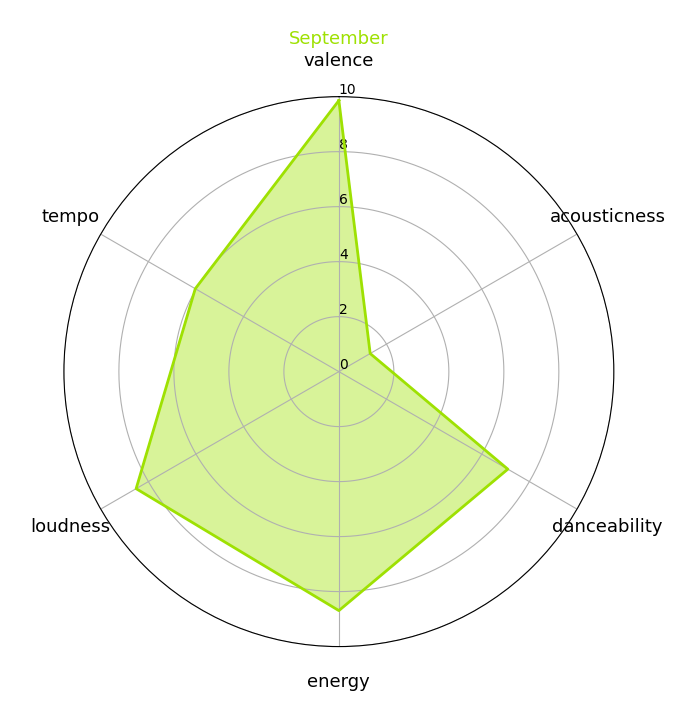 September
valence
10
8
6
4
2
0
tempo
acousticness
loudness
danceability
energy